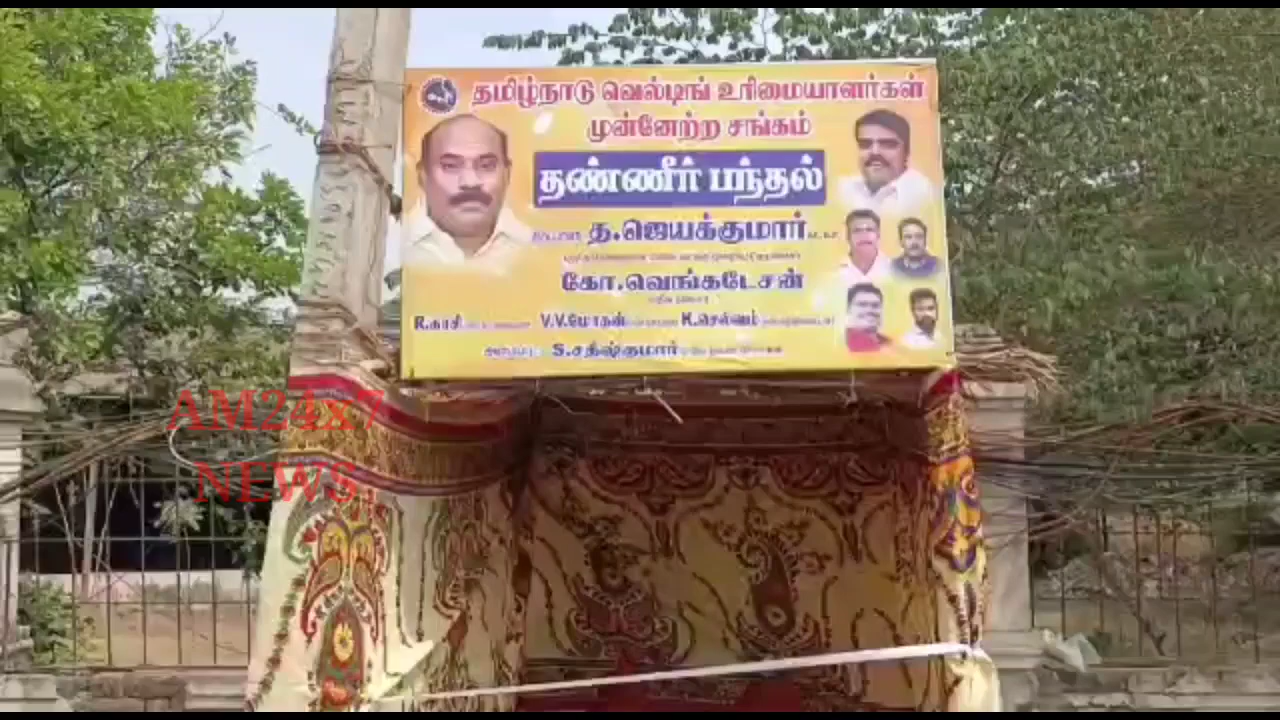 தமிழ்நாடு வெல்டிங் உரிமையாளர்கள்
முன்னேற்ற சங்கம்
தண்ணீர் பந்தல்
த.ஜெயக்குமார்
கோ.வெங்கடேசன்
R.காசி V.V.மோகன் K.செல்வம்
S.சதிஷ்குமார்
AM24x7
NEWS